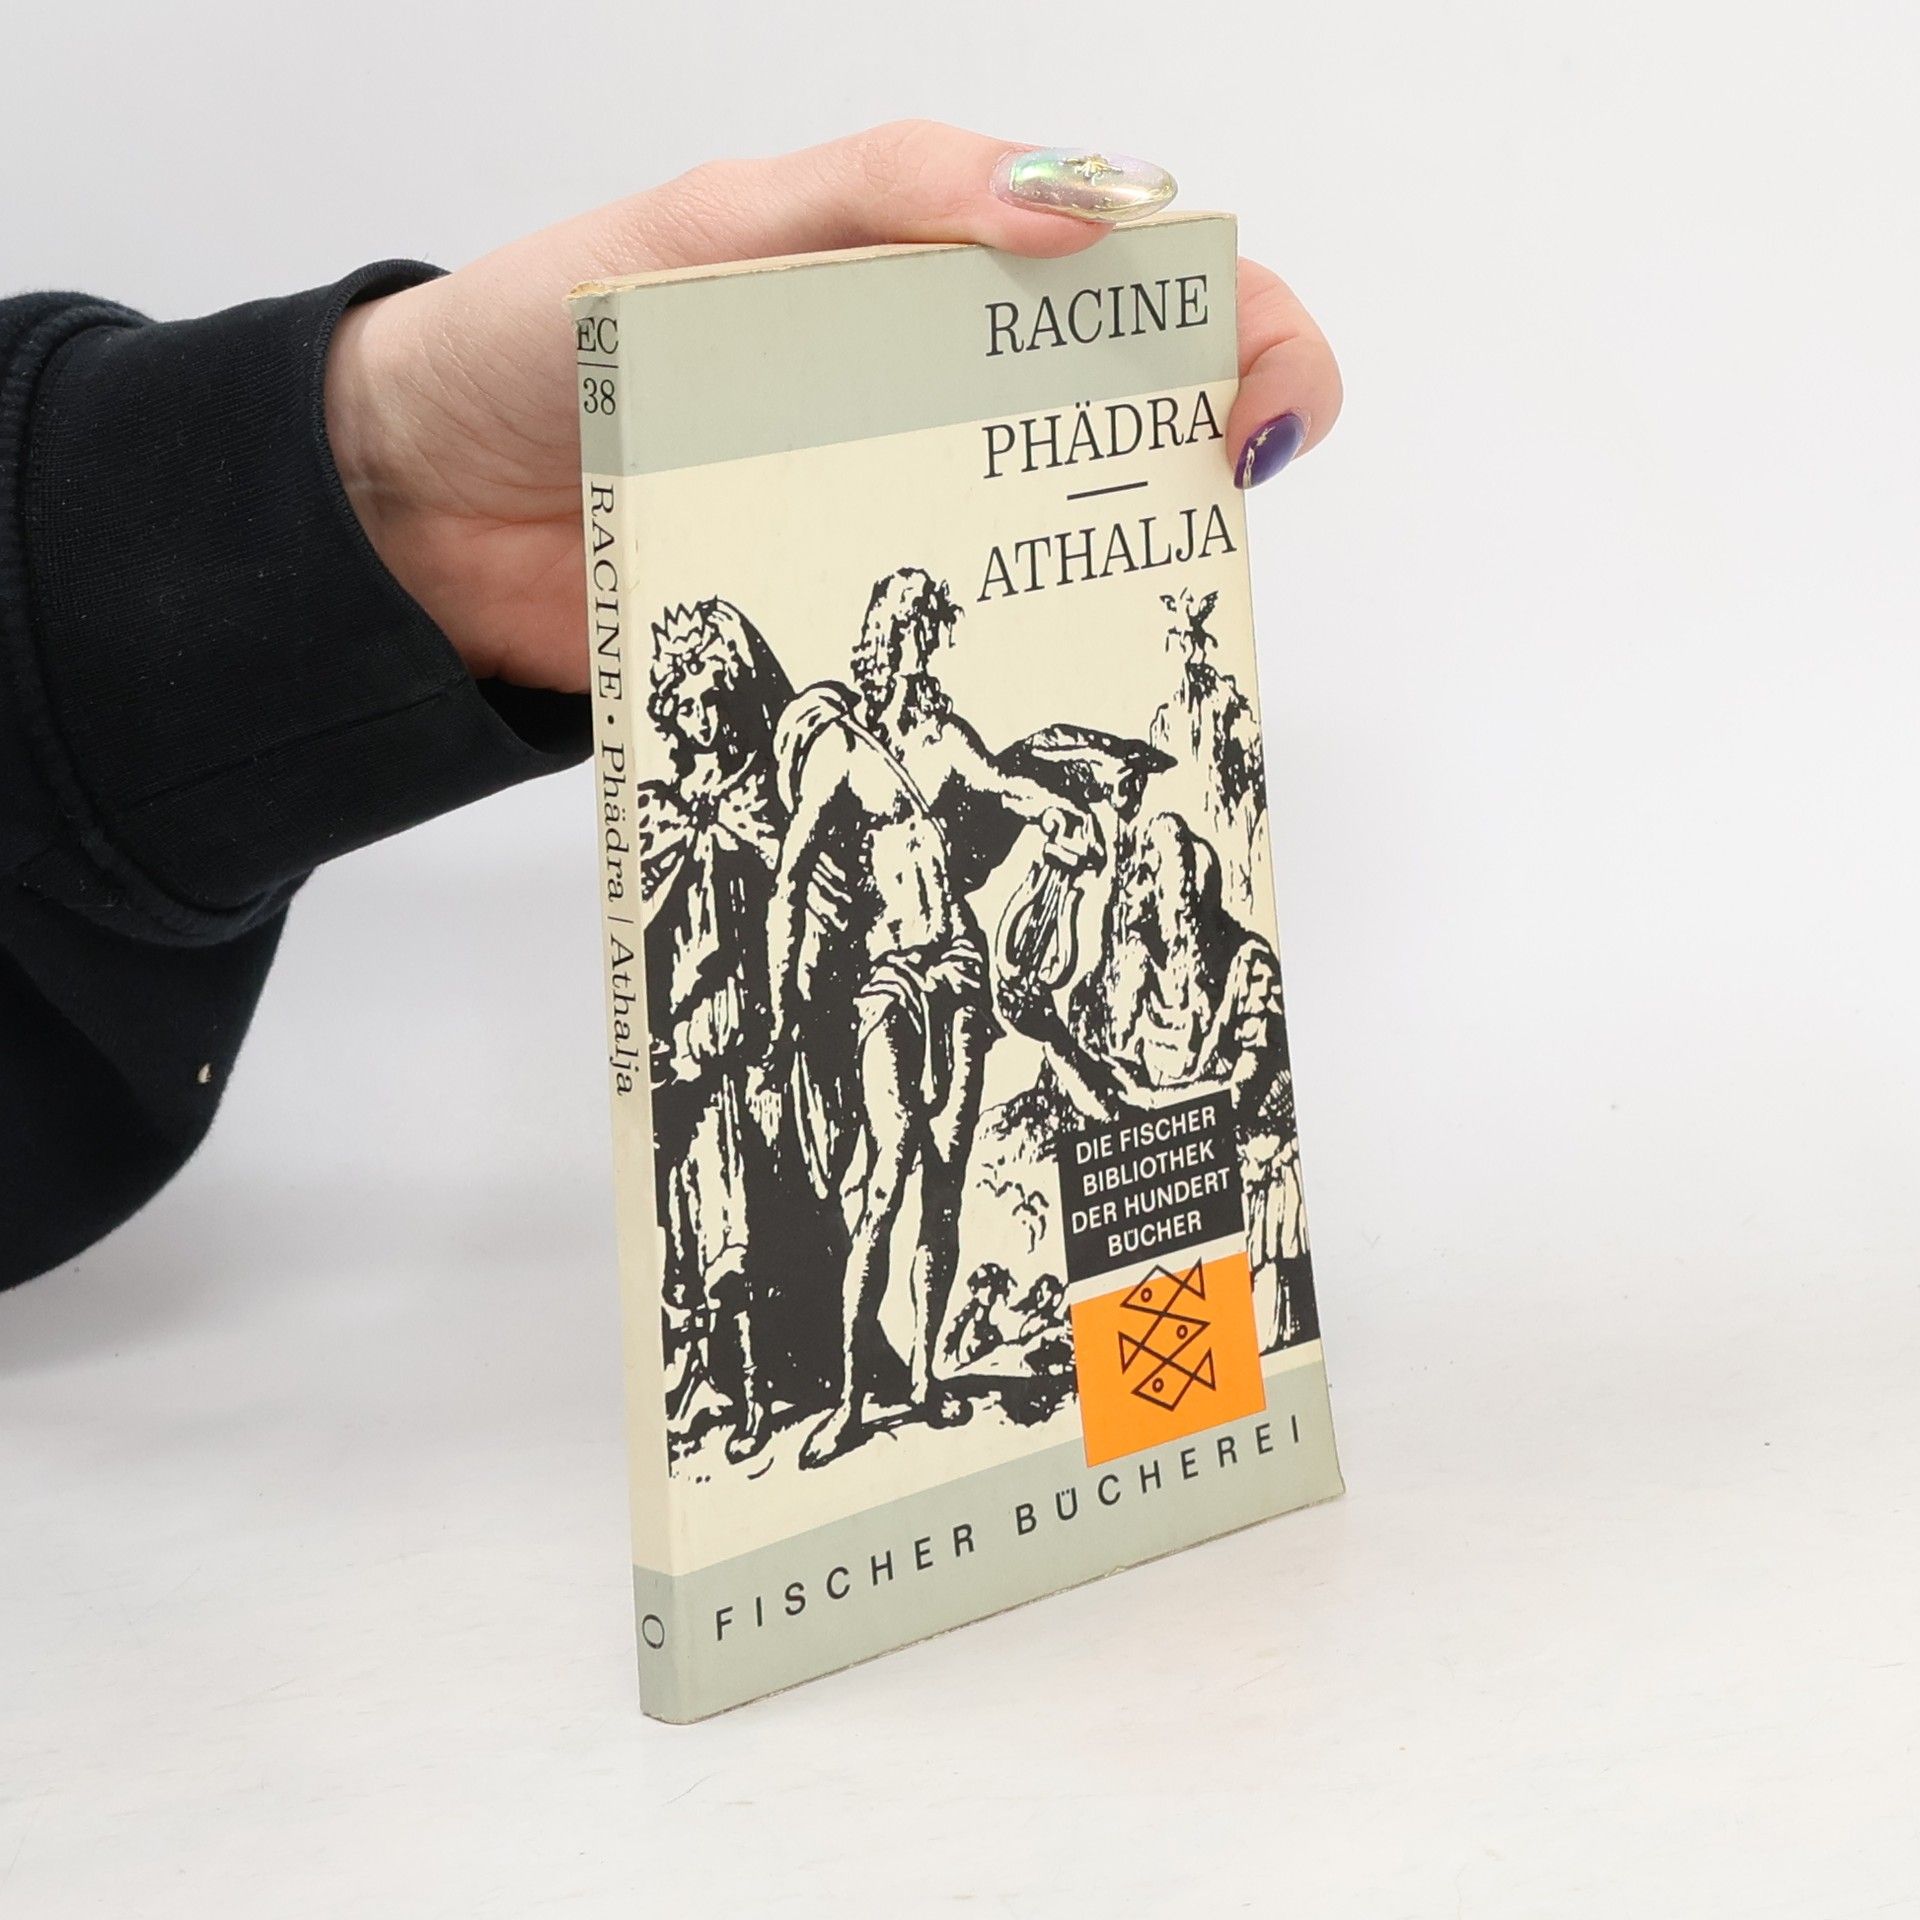 RACINE
PHÄDRA
ATHALJA
DIE FISCHER
BIBLIOTHEK
DER HUNDERT
BÜCHER
FISCHER BÜCHEREI
EC
38
RACINE · Phädra | Athalja